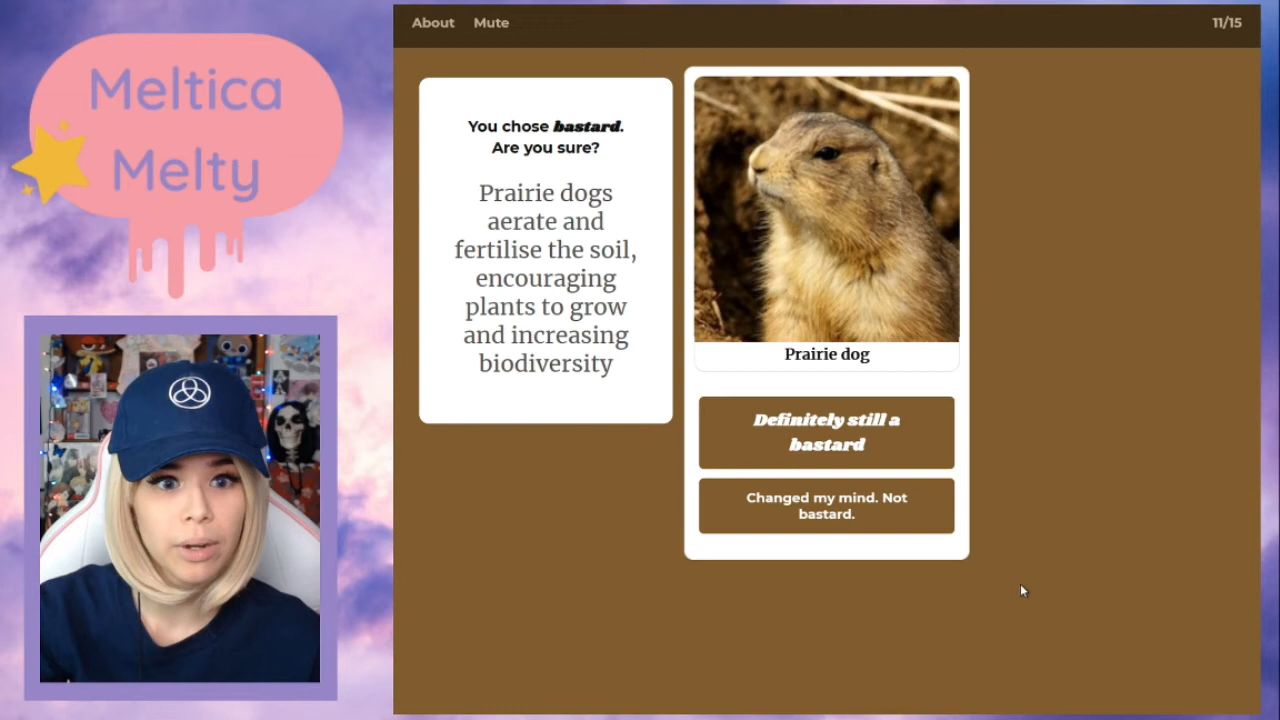 Meltica
Melty
About Mute 11/15
You chose bastard.
Are you sure?
Prairie dogs
aerate and
fertilise the soil,
encouraging
plants to grow
and increasing
biodiversity
Prairie dog
Definitely still a
bastard
Changed my mind. Not
bastard.